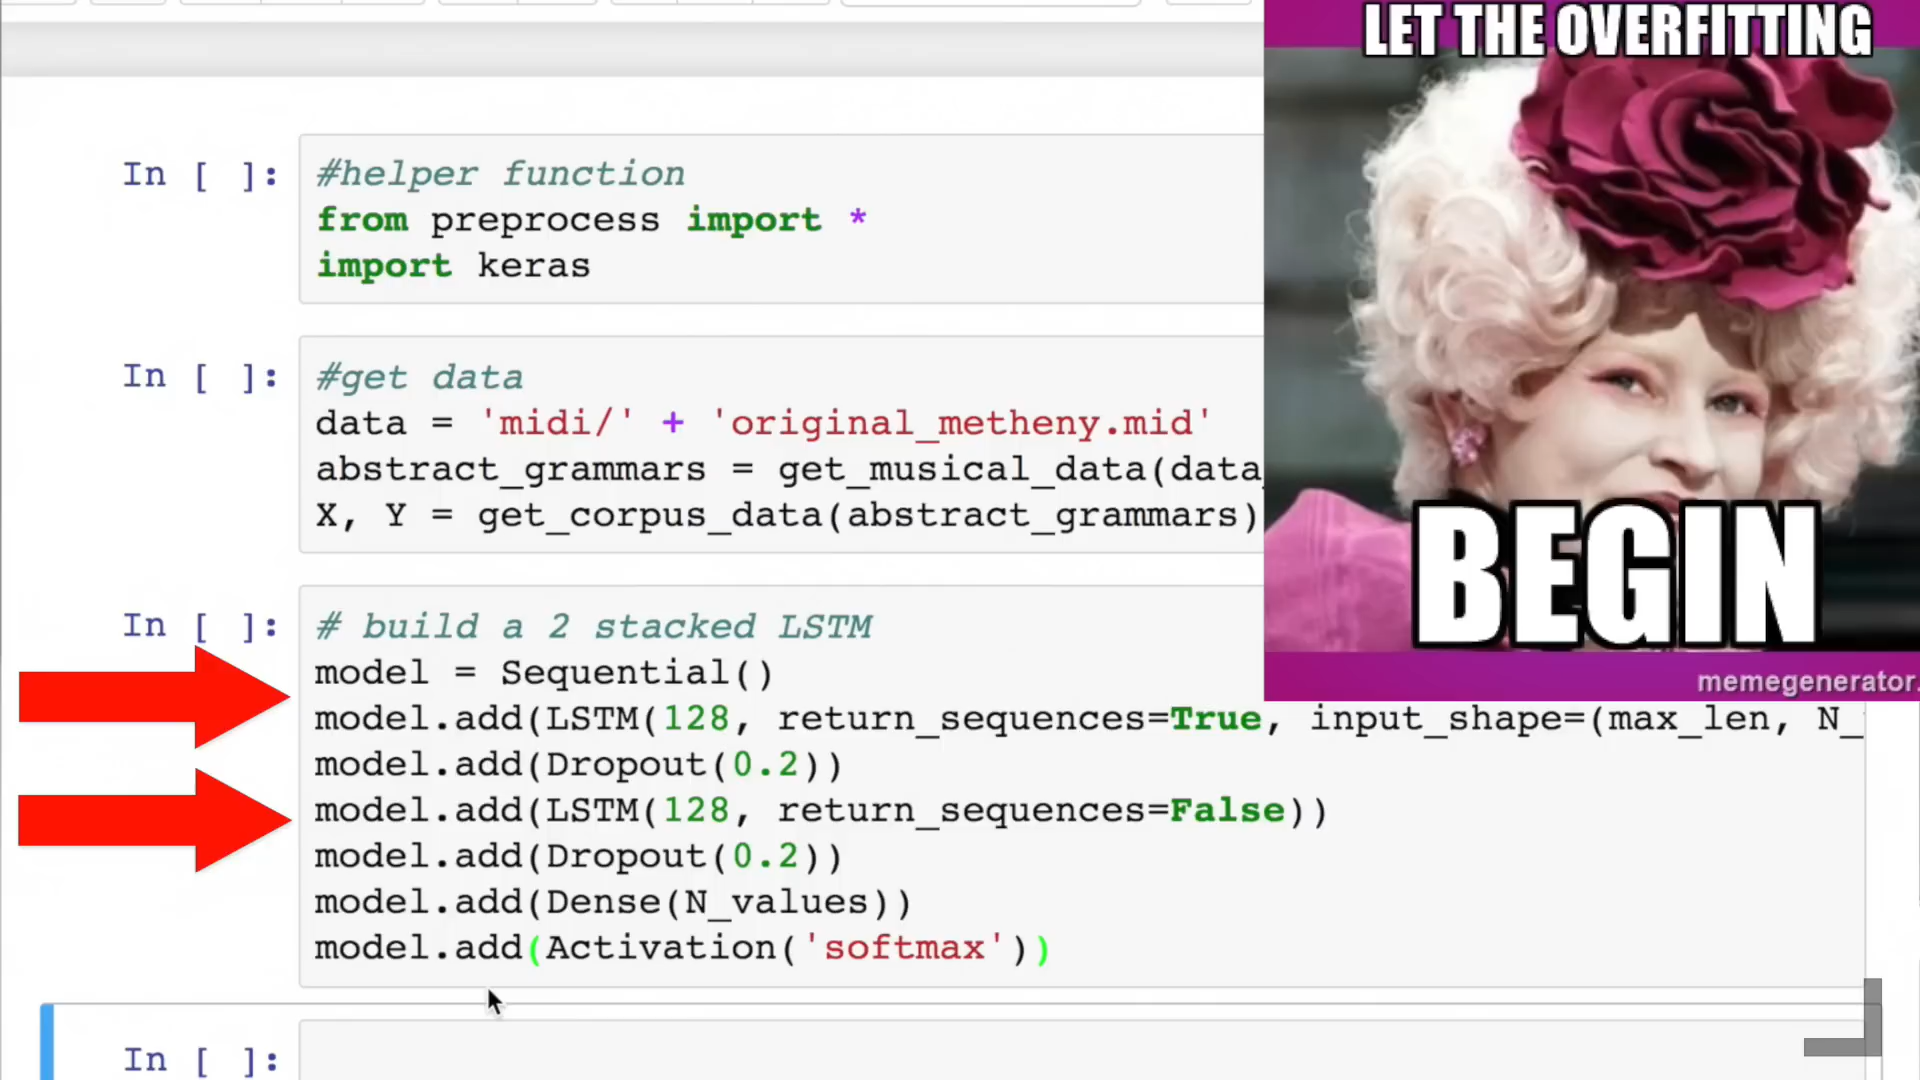 LET THE OVERFITTING
BEGIN
memegenerator.
In [ ]:
#helper function
from preprocess import *
import keras
In [ ]:
#get data
data = 'midi/' + 'original_metheny.mid'
abstract_grammars = get_musical_data(data_
X, Y = get_corpus_data(abstract_grammars)
In [ ]:
# build a 2 stacked LSTM
model = Sequential()
model.add(LSTM(128, return_sequences=True, input_shape=(max_len, N_
model.add(Dropout(0.2))
model.add(LSTM(128, return_sequences=False))
model.add(Dropout(0.2))
model.add(Dense(N_values))
model.add(Activation('softmax'))
In [ ]: